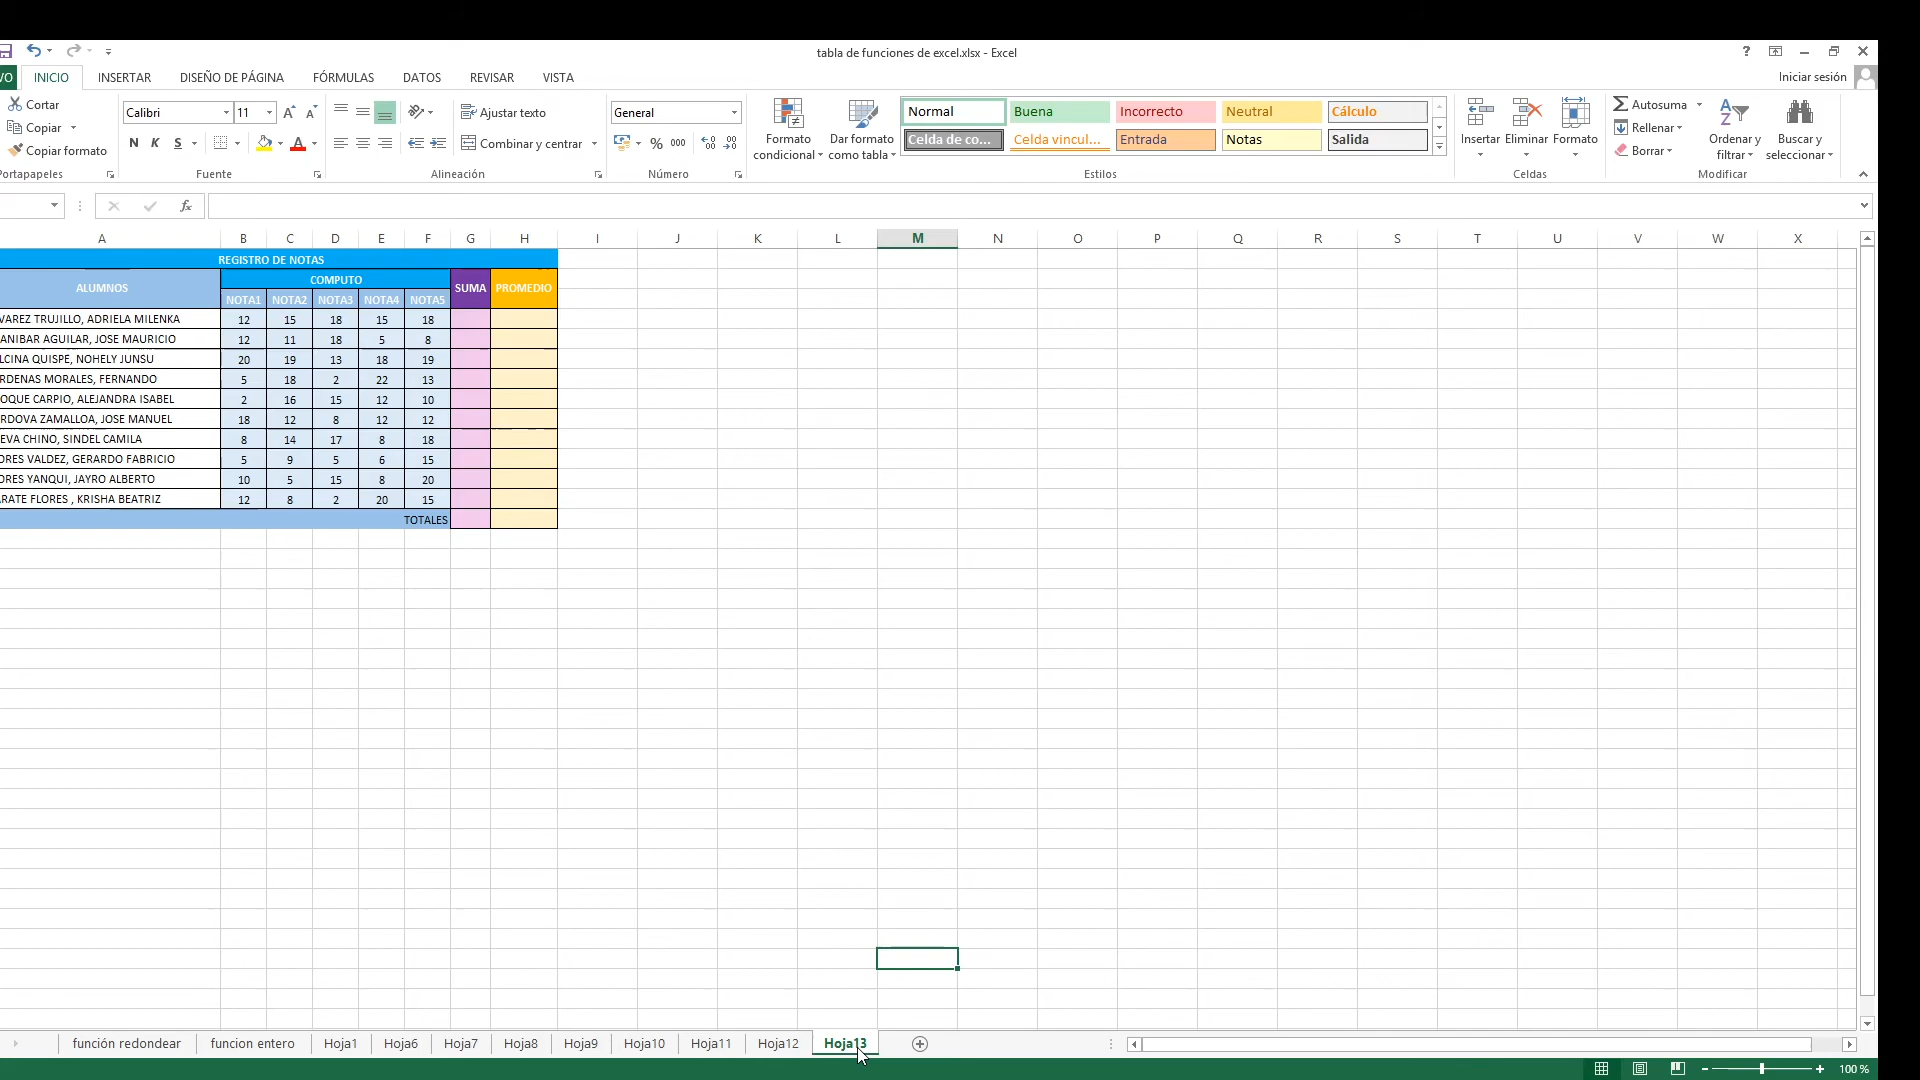 tabla de funciones de excel.xlsx - Excel
VO INICIO INSERTAR DISEÑO DE PÁGINA FÓRMULAS DATOS REVISAR VISTA Iniciar sesión
Cortar
Copiar
Copiar formato
Portapapeles
Calibri 11
N K S
Fuente
Ajustar texto
Combinar y centrar
Alineación
General
% 000
Número
Formato condicional
Dar formato como tabla
Normal Buena Incorrecto Neutral Cálculo
Celda de co... Celda vincul... Entrada Notas Salida
Estilos
Insertar Eliminar Formato
Celdas
Autosuma
Rellenar
Borrar
Ordenar y filtrar
Buscar y seleccionar
Modificar
fx
A B C D E F G H I J K L M N O P Q R S T U V W X
REGISTRO DE NOTAS
ALUMNOS COMPUTO SUMA PROMEDIO
NOTA1 NOTA2 NOTA3 NOTA4 NOTA5
VAREZ TRUJILLO, ADRIELA MILENKA 12 15 18 15 18
ANIBAR AGUILAR, JOSE MAURICIO 12 11 18 5 8
LCINA QUISPE, NOHELY JUNSU 20 19 13 18 19
RDENAS MORALES, FERNANDO 5 18 2 22 13
OQUE CARPIO, ALEJANDRA ISABEL 2 16 15 12 10
RDOVA ZAMALLOA, JOSE MANUEL 18 12 8 12 12
EVA CHINO, SINDEL CAMILA 8 14 17 8 18
ORES VALDEZ, GERARDO FABRICIO 5 9 5 6 15
ORES YANQUI, JAYRO ALBERTO 10 5 15 8 20
RATE FLORES , KRISHA BEATRIZ 12 8 2 20 15
TOTALES
función redondear funcion entero Hoja1 Hoja6 Hoja7 Hoja8 Hoja9 Hoja10 Hoja11 Hoja12 Hoja13
100 %